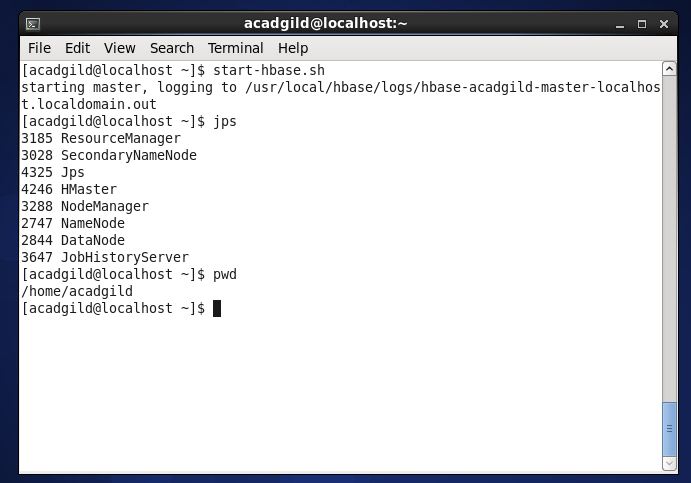 acadgild@localhost:~
File Edit View Search Terminal Help
[acadgild@localhost ~]$ start-hbase.sh
starting master, logging to /usr/local/hbase/logs/hbase-acadgild-master-localhos
t.localdomain.out
[acadgild@localhost ~]$ jps
3185 ResourceManager
3028 SecondaryNameNode
4325 Jps
4246 HMaster
3288 NodeManager
2747 NameNode
2844 DataNode
3647 JobHistoryServer
[acadgild@localhost ~]$ pwd
/home/acadgild
[acadgild@localhost ~]$